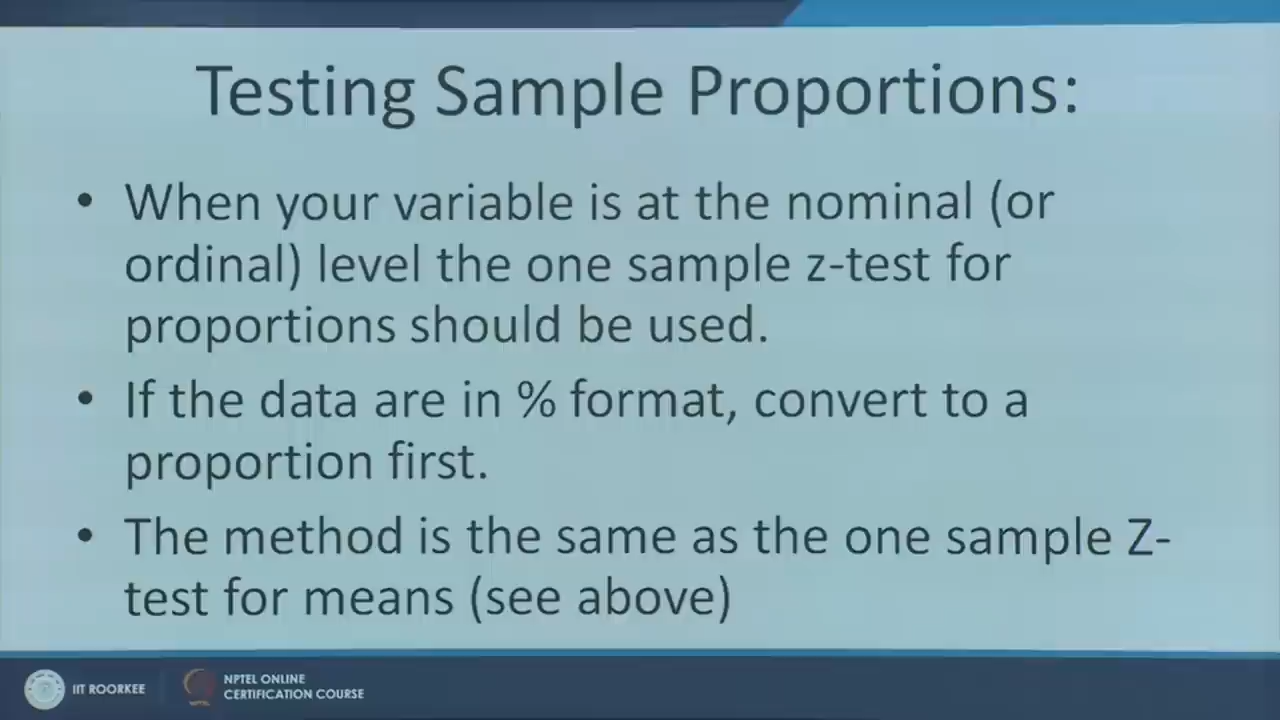 Testing Sample Proportions:
• When your variable is at the nominal (or
ordinal) level the one sample z-test for
proportions should be used.
• If the data are in % format, convert to a
proportion first.
• The method is the same as the one sample Z-
test for means (see above)
IIT ROORKEE
NPTEL ONLINE
CERTIFICATION COURSE
NPTEL